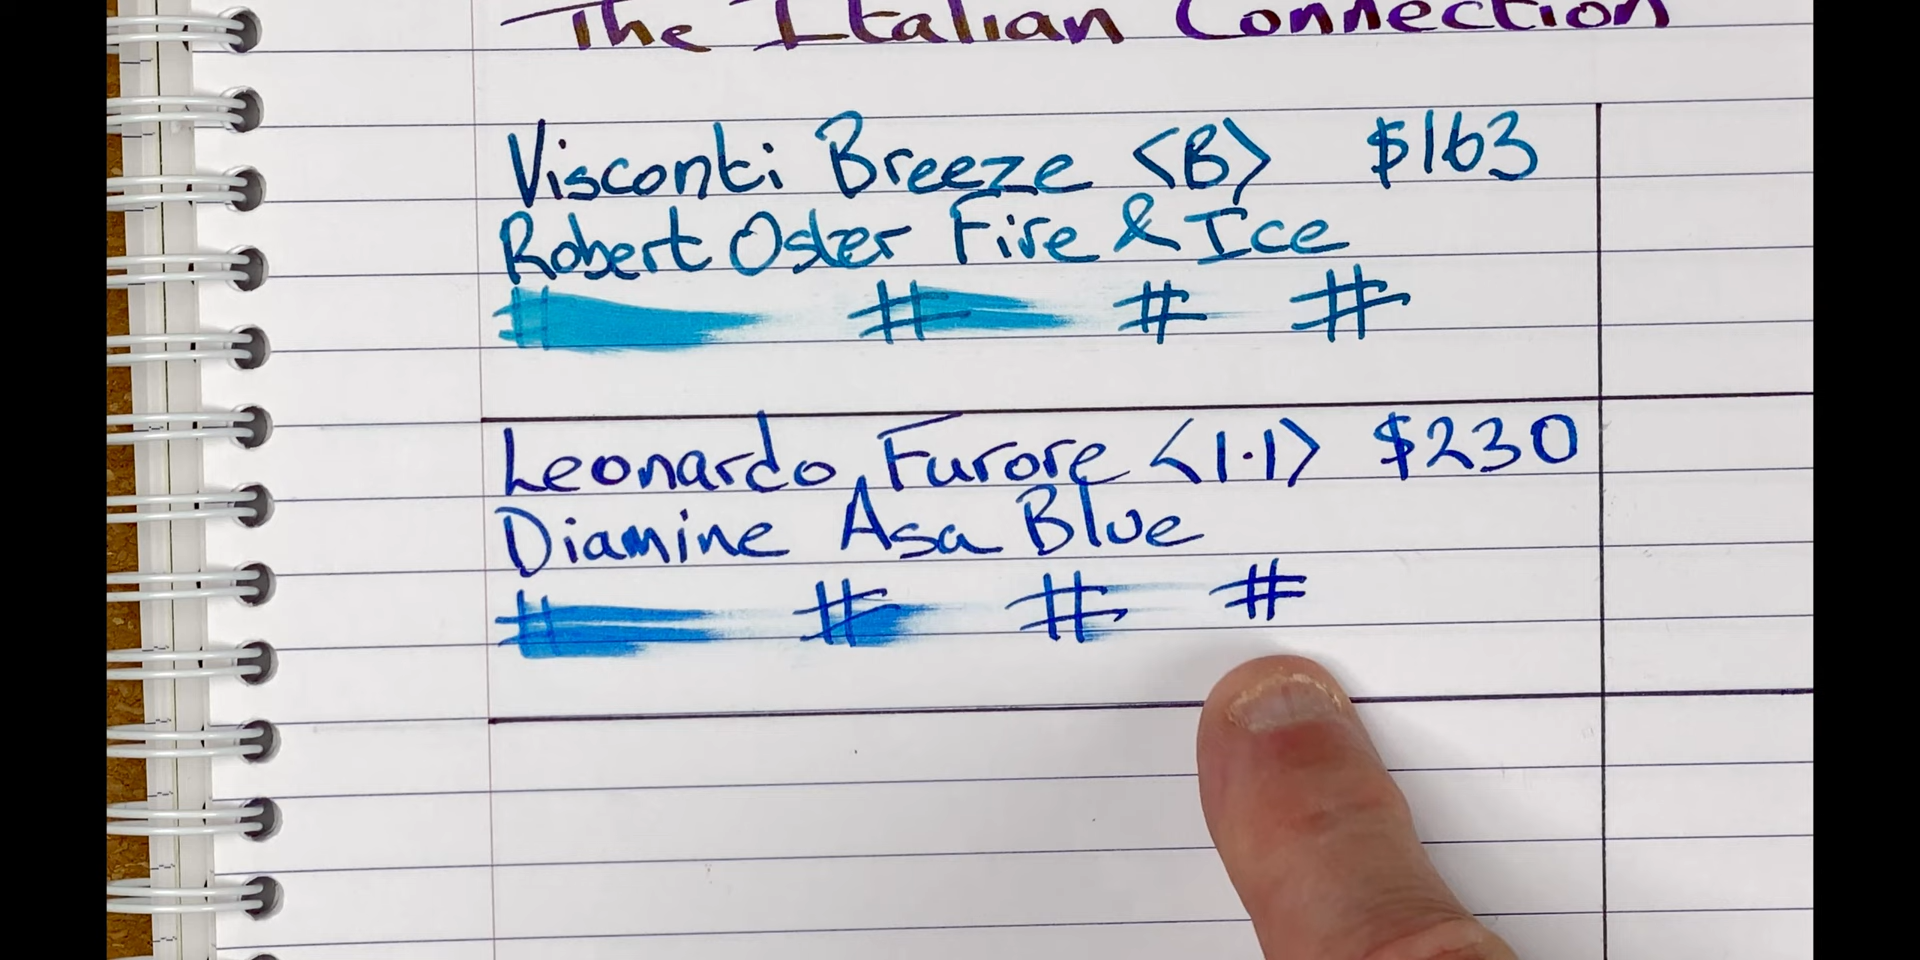 The Italian Connection
Visconti Breeze <B> $163
Robert Oster Fire & Ice
# # # #
Leonardo Furore <1.1> $230
Diamine Asa Blue
# # # #